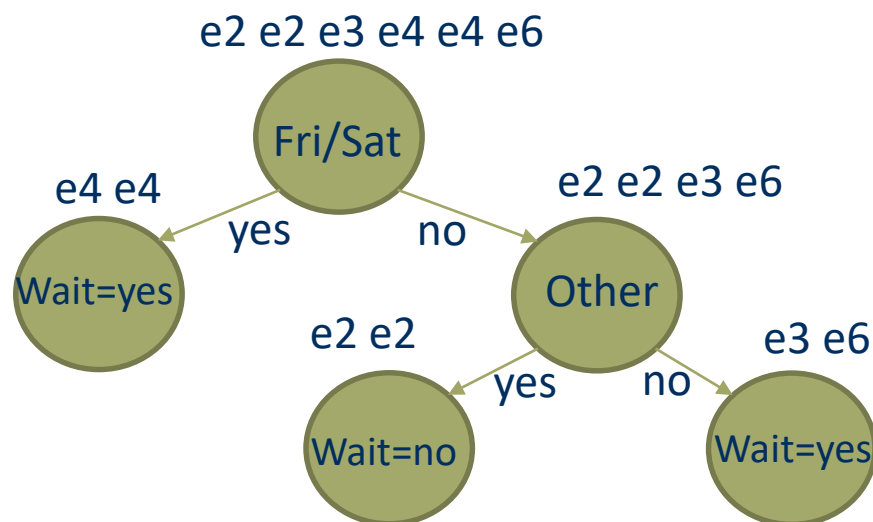 e2 e2 e3 e4 e4 e6
Fri/Sat
e4 e4
e2 e2 e3 e6
yes
no
Wait=yes
Other
e2 e2
e3 e6
yes
no
Wait=no
Wait=yes